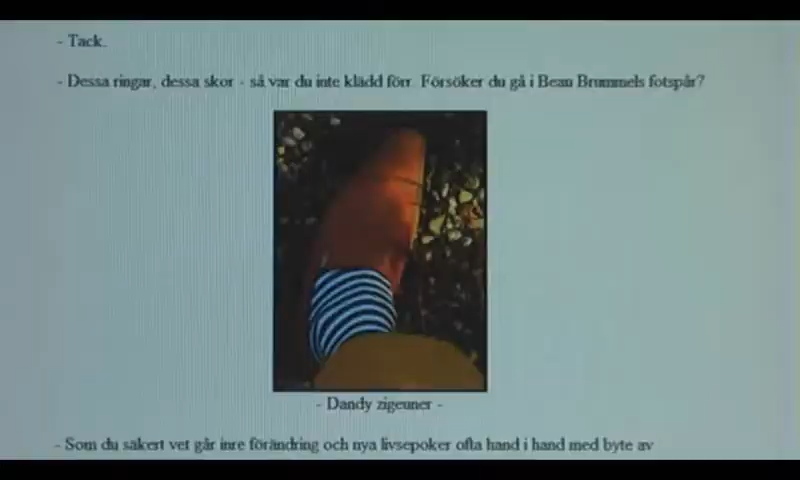 - Tack.
- Dessa ringar, dessa skor - så var du inte klädd förr. Försöker du gå i Beau Brummels fotspår?
- Dandy zigeuner -
- Som du säkert vet går inre förändring och nya livsepoker ofta hand i hand med byte av